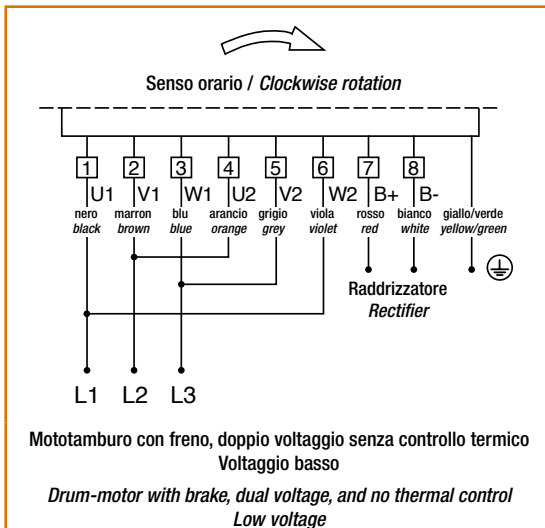 Senso orario / Clockwise rotation
1 2 3 4 5 6 7 8
U1 V1 W1 U2 V2 W2 B+ B-
nero marron blu arancio grigio viola rosso bianco giallo/verde
black brown blue orange grey violet red white yellow/green
Raddrizzatore
Rectifier
L1 L2 L3
Mototamburo con freno, doppio voltaggio senza controllo termico
Voltaggio basso
Drum-motor with brake, dual voltage, and no thermal control
Low voltage